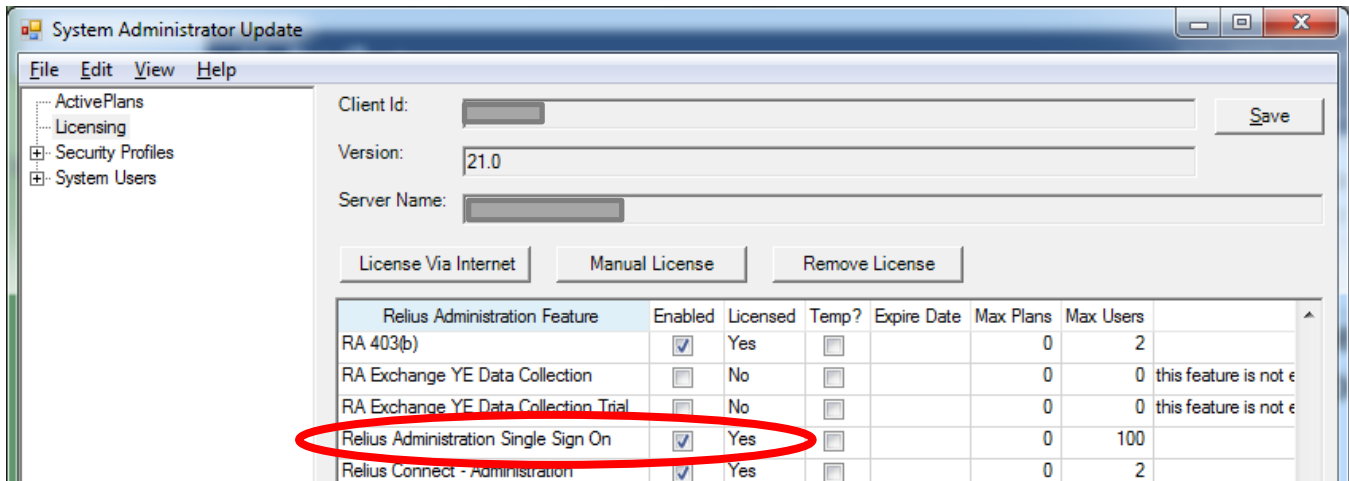 System Administrator Update
File Edit View Help
ActivePlans
Licensing
Security Profiles
System Users
Client Id:
Save
Version:
21.0
Server Name:
License Via Internet Manual License Remove License
Relius Administration Feature Enabled Licensed Temp? Expire Date Max Plans Max Users
RA 403(b) Yes 0 2
RA Exchange YE Data Collection No 0 0 this feature is not e
RA Exchange YE Data Collection Trial No 0 0 this feature is not e
Relius Administration Single Sign On Yes 0 100
Relius Connect - Administration Yes 0 2